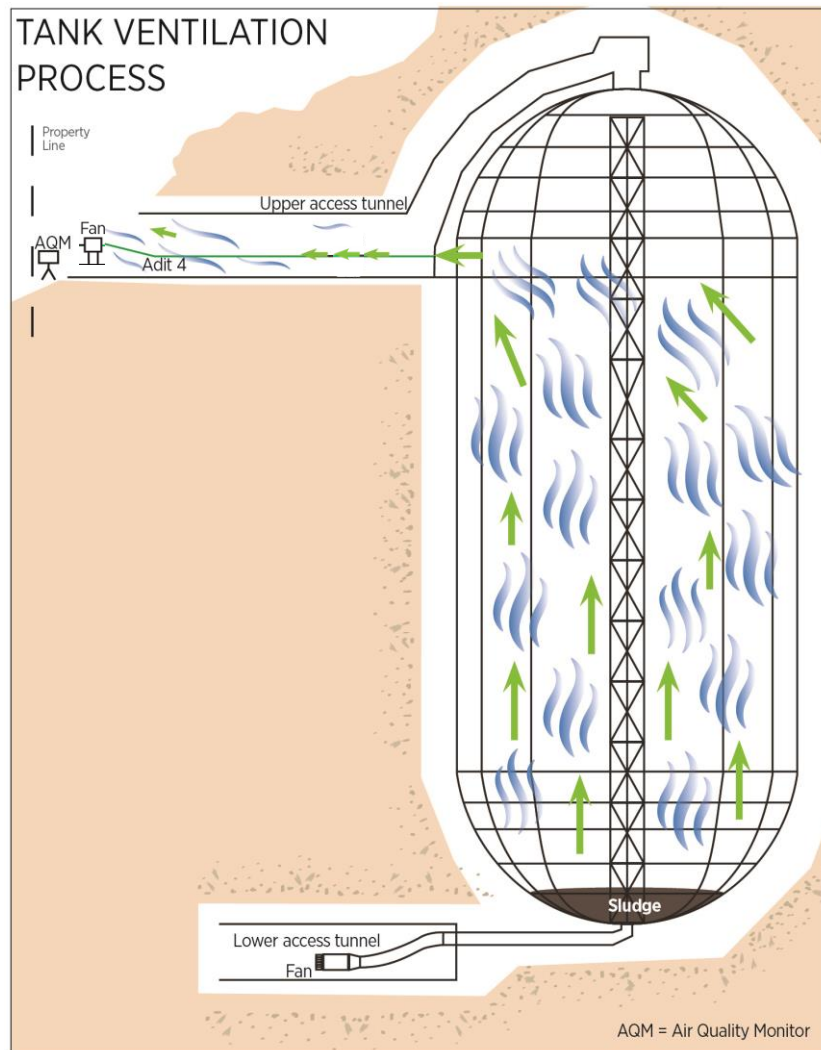 TANK VENTILATION
PROCESS
Property
Line
Upper access tunnel
Fan
AQM
Adit 4
Sludge
Lower access tunnel
Fan
AQM = Air Quality Monitor